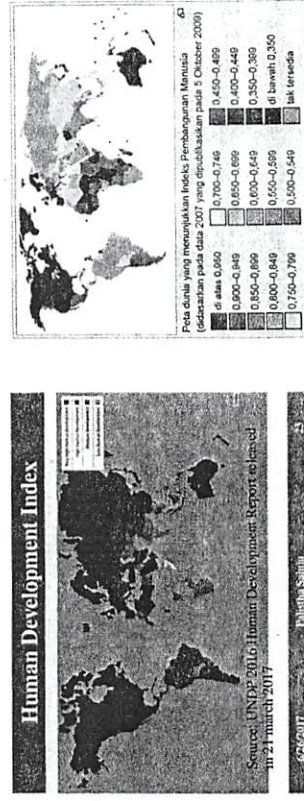 Human Development Index
Source: UNDP 2016 Human Development Report released
in 21 march 2017
Peta dunia yang menunjukkan Indeks Pembangunan Manusia
(didasarkan pada data 2007 yang dipublikasikan pada 5 Oktober 2009)
di atas 0,950
0,900–0,949
0,850–0,899
0,800–0,849
0,750–0,799
0,700–0,749
0,650–0,699
0,600–0,649
0,550–0,599
0,500–0,549
0,450–0,499
0,400–0,449
0,350–0,399
di bawah 0,350
tak tersedia